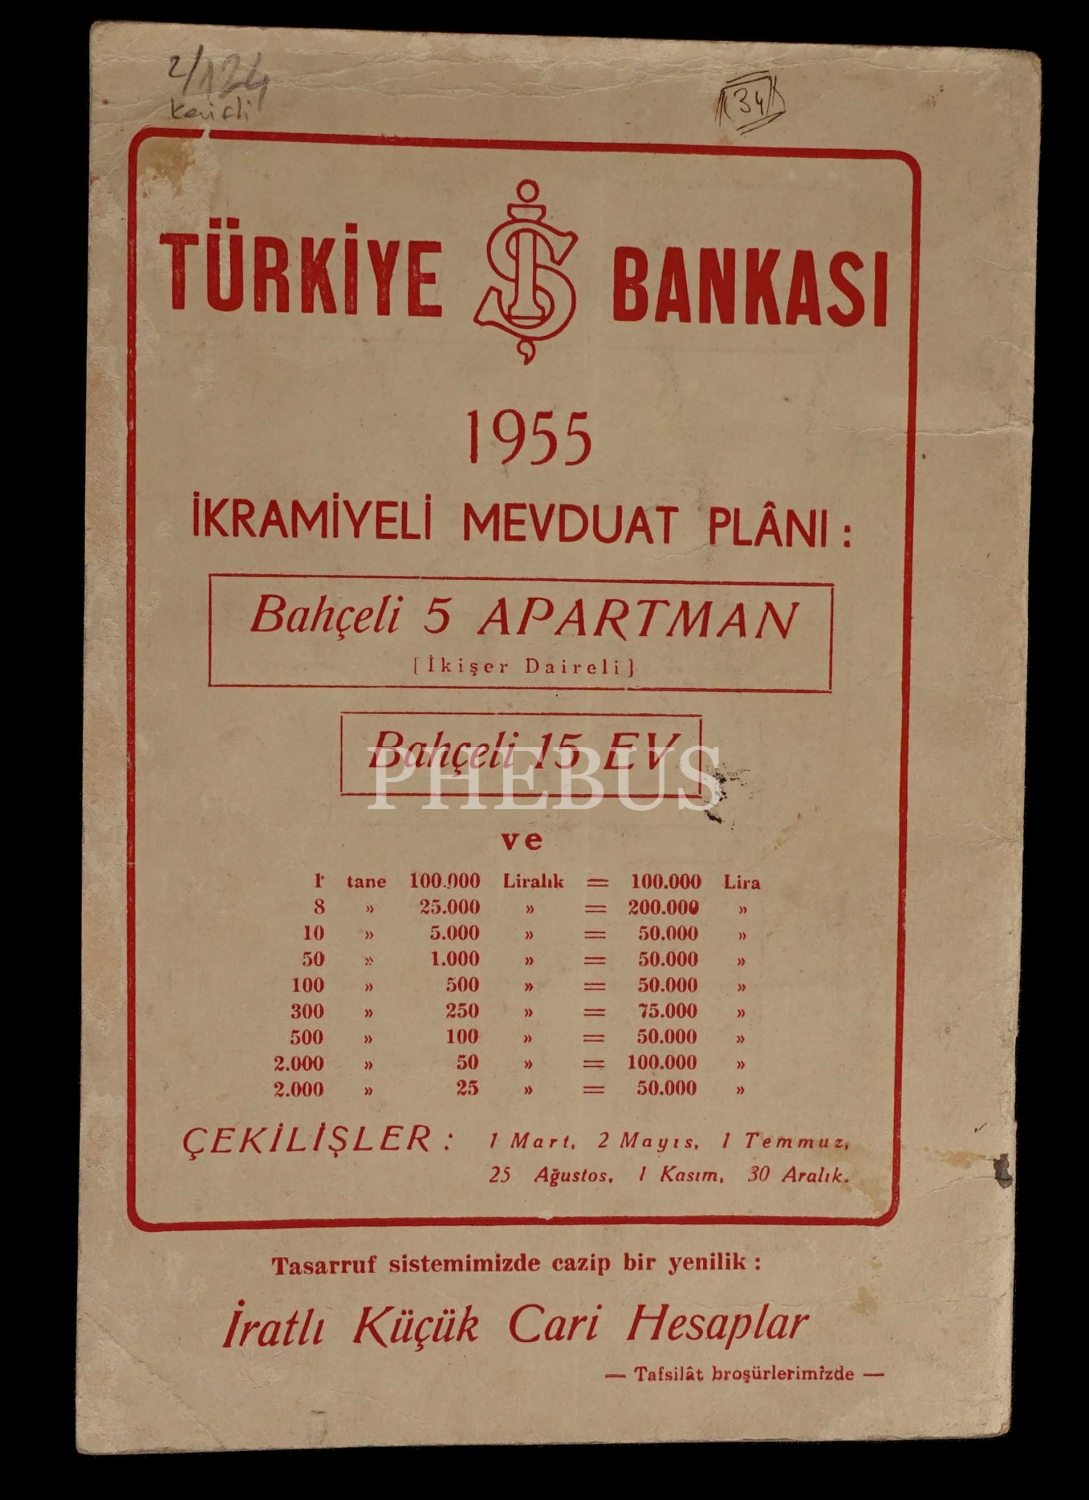 2/124
(34)
TÜRKİYE İŞ BANKASI
1955
İKRAMİYELİ MEVDUAT PLÂNI :
Bahçeli 5 APARTMAN
[ İkişer Daireli ]
Bahçeli 15 EV
PHEBUS
ve
1 tane 100.000 Liralık = 100.000 Lira
8 » 25.000 » = 200.000 »
10 » 5.000 » = 50.000 »
50 » 1.000 » = 50.000 »
100 » 500 » = 50.000 »
300 » 250 » = 75.000 »
500 » 100 » = 50.000 »
2.000 » 50 » = 100.000 »
2.000 » 25 » = 50.000 »
ÇEKİLİŞLER : 1 Mart, 2 Mayıs, 1 Temmuz,
25 Ağustos, 1 Kasım, 30 Aralık.
Tasarruf sistemimizde cazip bir yenilik :
İratlı Küçük Cari Hesaplar
— Tafsilât broşürlerimizde —